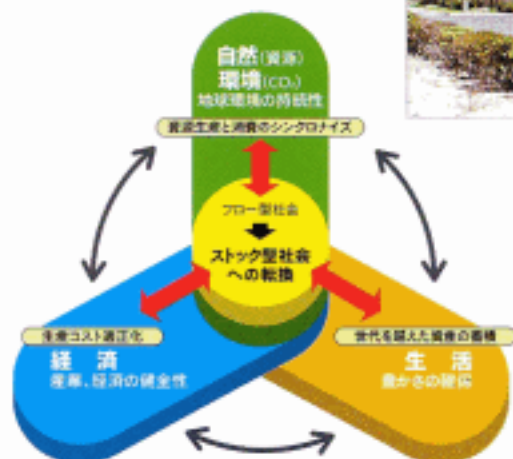 自然(資源)
環境(CO₂)
地球環境の持続性
資源生産と消費のシンクロナイズ
フロー型社会
ストック型社会
への転換
生産コスト適正化
経済
産業、経済の健全性
世代を越えた資産の蓄積
生活
豊かさの確保